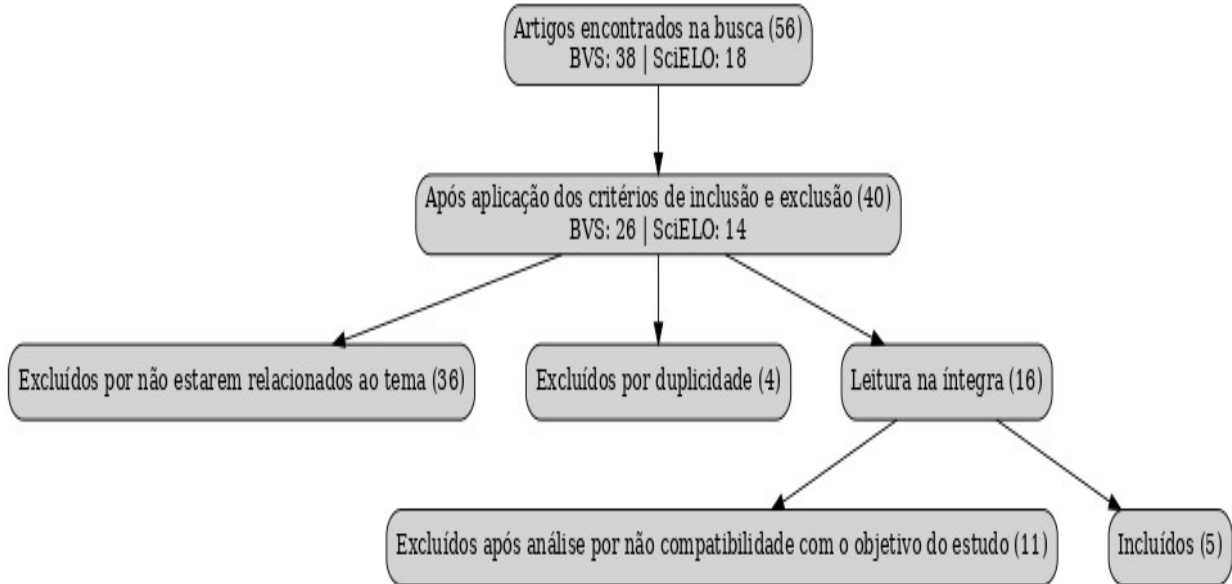 Artigos encontrados na busca (56)
BVS: 38 | SciELO: 18
Após aplicação dos critérios de inclusão e exclusão (40)
BVS: 26 | SciELO: 14
Excluídos por não estarem relacionados ao tema (36)
Excluídos por duplicidade (4)
Leitura na íntegra (16)
Excluídos após análise por não compatibilidade com o objetivo do estudo (11)
Incluídos (5)